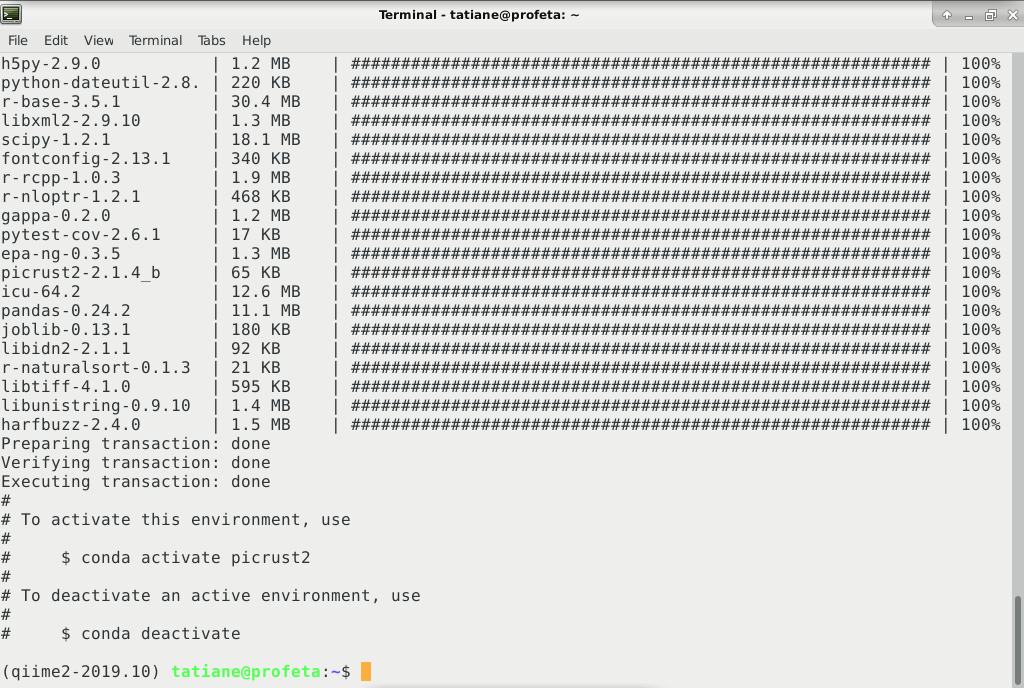 Terminal - tatiane@profeta: ~
File Edit View Terminal Tabs Help
h5py-2.9.0 | 1.2 MB | ########################################################## | 100%
python-dateutil-2.8. | 220 KB | ########################################################## | 100%
r-base-3.5.1 | 30.4 MB | ########################################################## | 100%
libxml2-2.9.10 | 1.3 MB | ########################################################## | 100%
scipy-1.2.1 | 18.1 MB | ########################################################## | 100%
fontconfig-2.13.1 | 340 KB | ########################################################## | 100%
r-rcpp-1.0.3 | 1.9 MB | ########################################################## | 100%
r-nloptr-1.2.1 | 468 KB | ########################################################## | 100%
gappa-0.2.0 | 1.2 MB | ########################################################## | 100%
pytest-cov-2.6.1 | 17 KB | ########################################################## | 100%
epa-ng-0.3.5 | 1.3 MB | ########################################################## | 100%
picrust2-2.1.4_b | 65 KB | ########################################################## | 100%
icu-64.2 | 12.6 MB | ########################################################## | 100%
pandas-0.24.2 | 11.1 MB | ########################################################## | 100%
joblib-0.13.1 | 180 KB | ########################################################## | 100%
libidn2-2.1.1 | 92 KB | ########################################################## | 100%
r-naturalsort-0.1.3 | 21 KB | ########################################################## | 100%
libtiff-4.1.0 | 595 KB | ########################################################## | 100%
libunistring-0.9.10 | 1.4 MB | ########################################################## | 100%
harfbuzz-2.4.0 | 1.5 MB | ########################################################## | 100%
Preparing transaction: done
Verifying transaction: done
Executing transaction: done
#
# To activate this environment, use
#
# $ conda activate picrust2
#
# To deactivate an active environment, use
#
# $ conda deactivate
(qiime2-2019.10) tatiane@profeta:~$